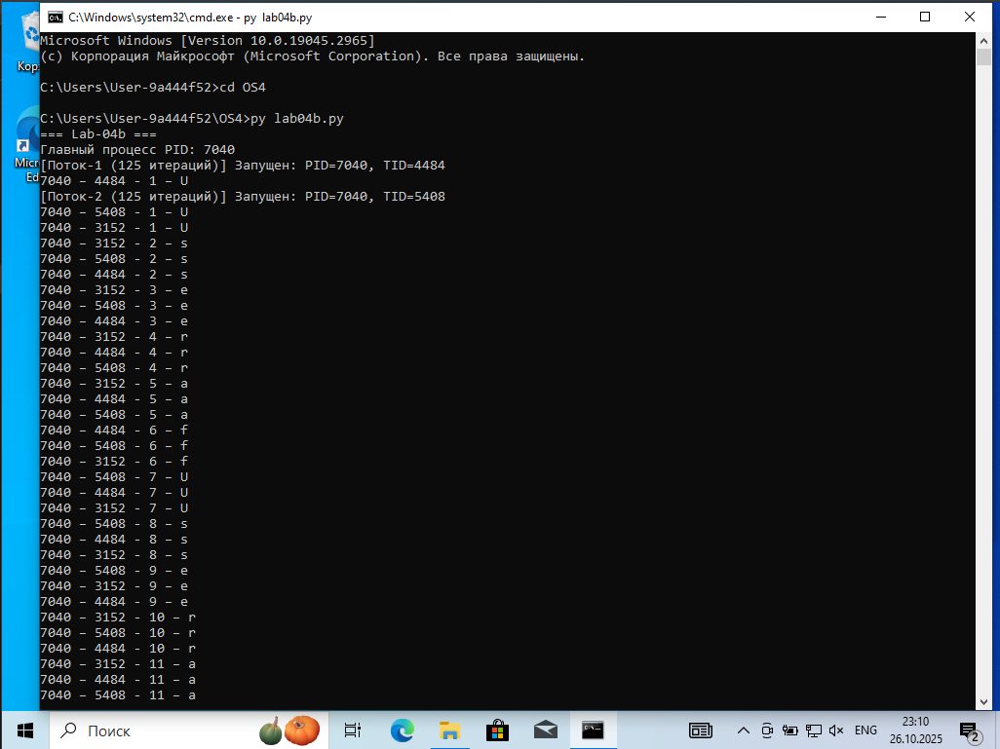 C:\Windows\system32\cmd.exe - py  lab04b.py
Microsoft Windows [Version 10.0.19045.2965]
(c) Корпорация Майкрософт (Microsoft Corporation). Все права защищены.
C:\Users\User-9a444f52>cd OS4
C:\Users\User-9a444f52\OS4>py lab04b.py
=== Lab-04b ===
Главный процесс PID: 7040
[Поток-1 (125 итераций)] Запущен: PID=7040, TID=4484
7040 – 4484 - 1 – U
[Поток-2 (125 итераций)] Запущен: PID=7040, TID=5408
7040 – 5408 - 1 – U
7040 – 3152 - 1 – U
7040 – 3152 - 2 – s
7040 – 5408 - 2 – s
7040 – 4484 - 2 – s
7040 – 3152 - 3 – e
7040 – 5408 - 3 – e
7040 – 4484 - 3 – e
7040 – 3152 - 4 – r
7040 – 4484 - 4 – r
7040 – 5408 - 4 – r
7040 – 3152 - 5 – a
7040 – 4484 - 5 – a
7040 – 5408 - 5 – a
7040 – 4484 - 6 – f
7040 – 5408 - 6 – f
7040 – 3152 - 6 – f
7040 – 5408 - 7 – U
7040 – 4484 - 7 – U
7040 – 3152 - 7 – U
7040 – 5408 - 8 – s
7040 – 4484 - 8 – s
7040 – 3152 - 8 – s
7040 – 5408 - 9 – e
7040 – 3152 - 9 – e
7040 – 4484 - 9 – e
7040 – 3152 - 10 – r
7040 – 5408 - 10 – r
7040 – 4484 - 10 – r
7040 – 3152 - 11 – a
7040 – 4484 - 11 – a
7040 – 5408 - 11 – a
Кор
Micr
Ed
Поиск
ENG
23:10
26.10.2025
2